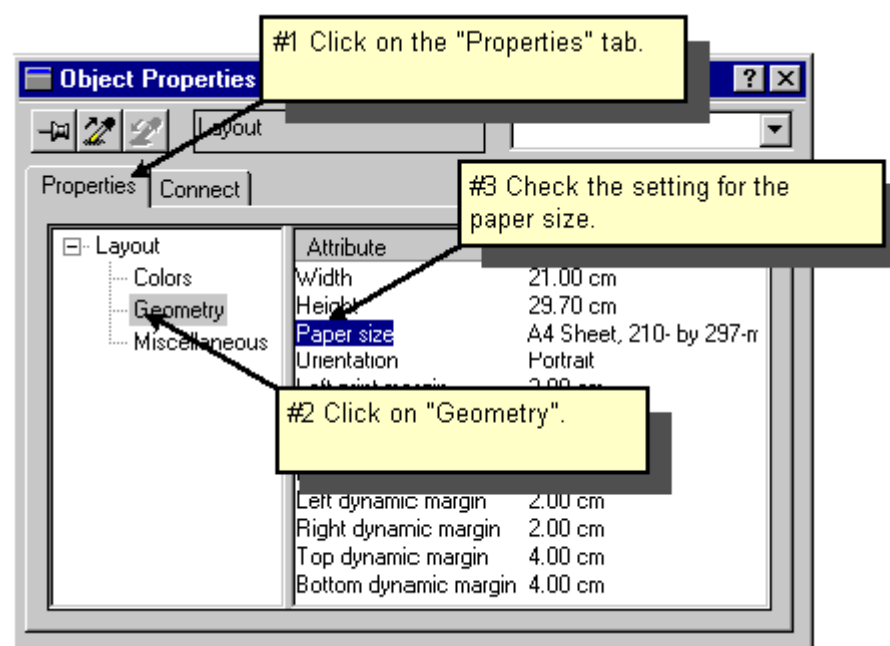 #1 Click on the "Properties" tab.
Object Properties
Layout
Properties Connect
#3 Check the setting for the
paper size.
Layout
Colors
Geometry
Miscellaneous
Attribute
Width 21.00 cm
Height 29.70 cm
Paper size A4 Sheet, 210- by 297-m
Orientation Portrait
#2 Click on "Geometry".
Left dynamic margin 2.00 cm
Right dynamic margin 2.00 cm
Top dynamic margin 4.00 cm
Bottom dynamic margin 4.00 cm